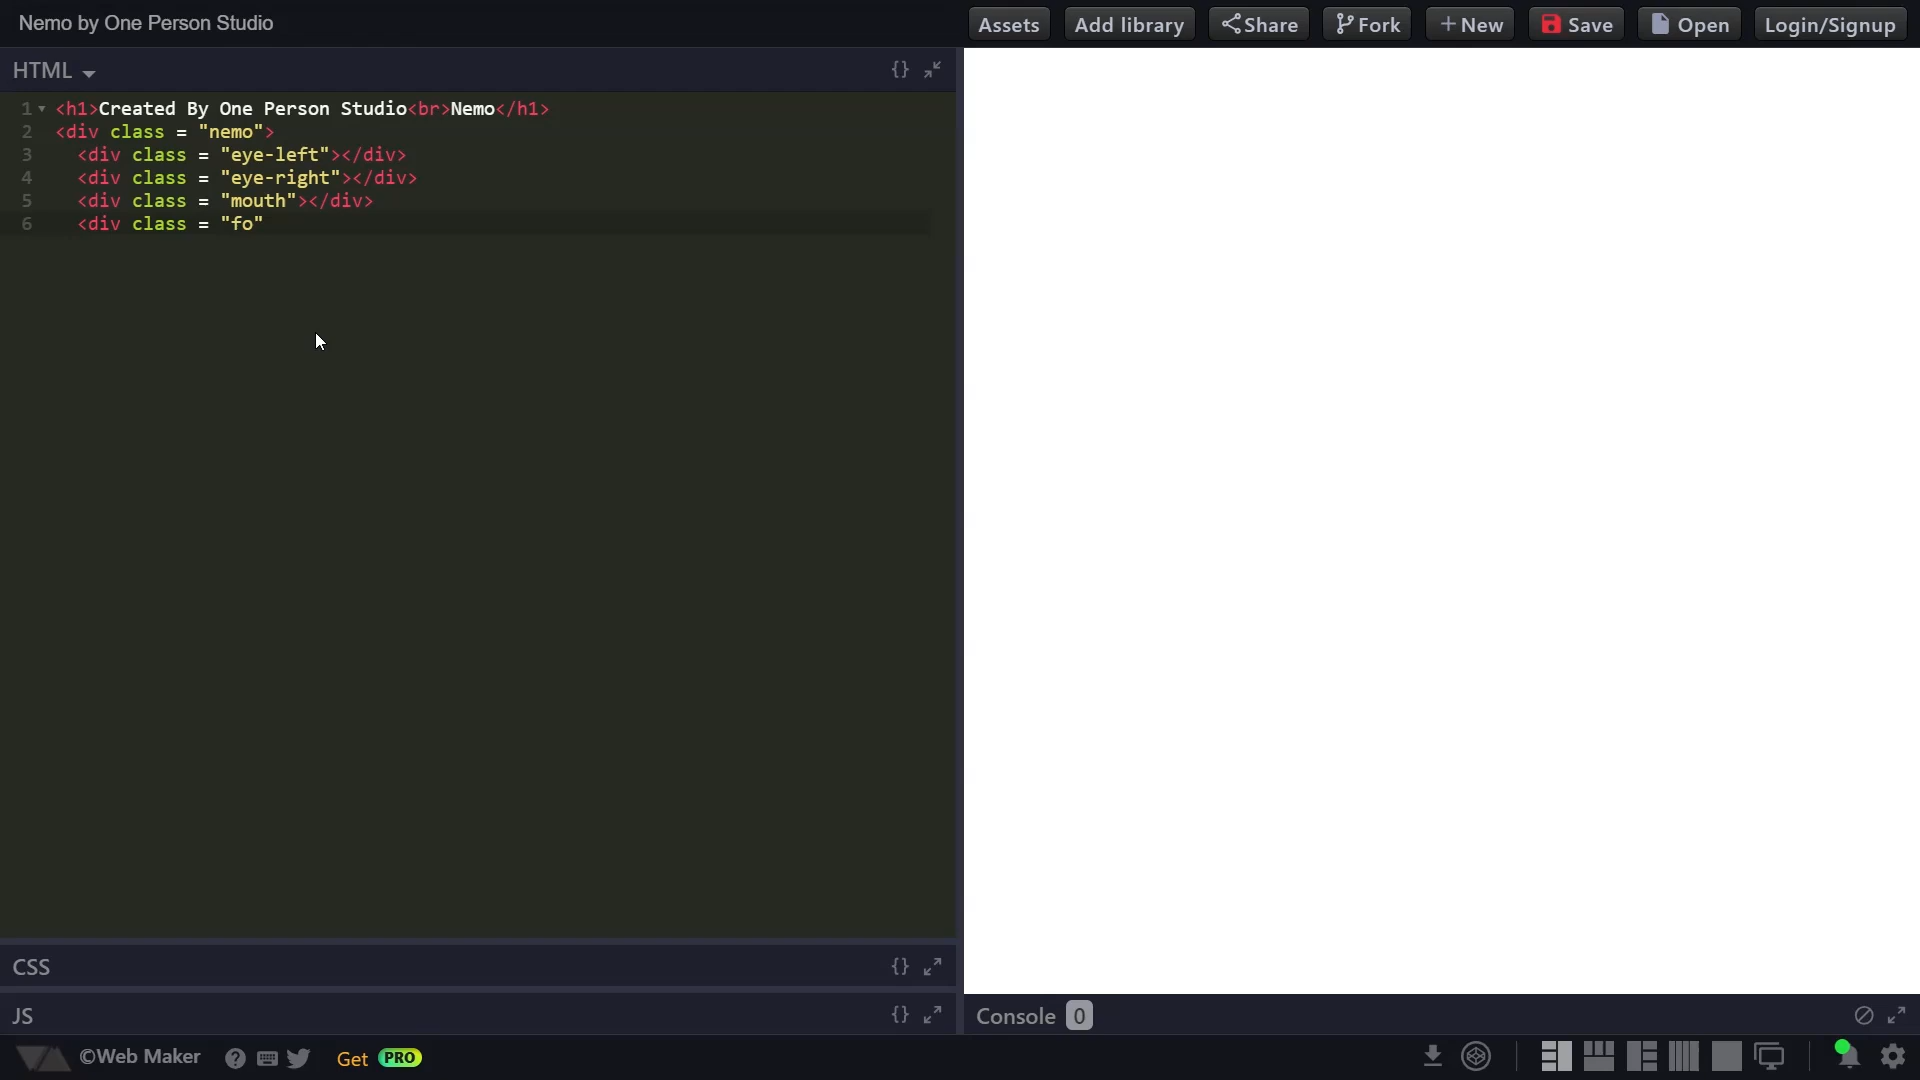 Nemo by One Person Studio
Assets Add library Share Fork +New Save Open Login/Signup
HTML {}
1 <h1>Created By One Person Studio<br>Nemo</h1>
2 <div class = "nemo">
3   <div class = "eye-left"></div>
4   <div class = "eye-right"></div>
5   <div class = "mouth"></div>
6   <div class = "fo"
CSS {}
JS {}
Console 0
©Web Maker ? Get PRO